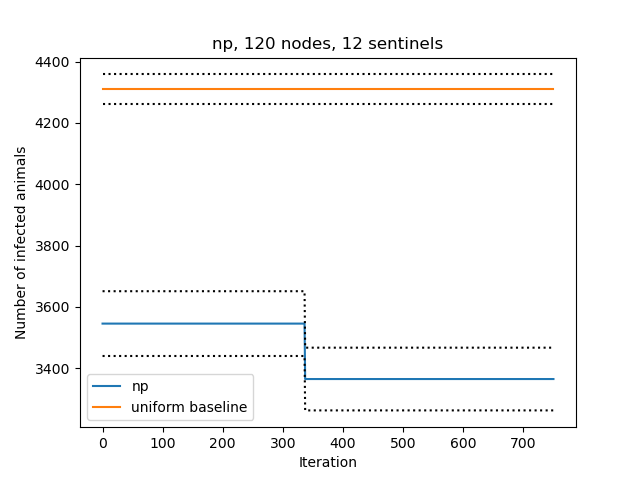 np, 120 nodes, 12 sentinels
4400
4200
4000
3800
3600
3400
Number of infected animals
np
uniform baseline
0 100 200 300 400 500 600 700
Iteration